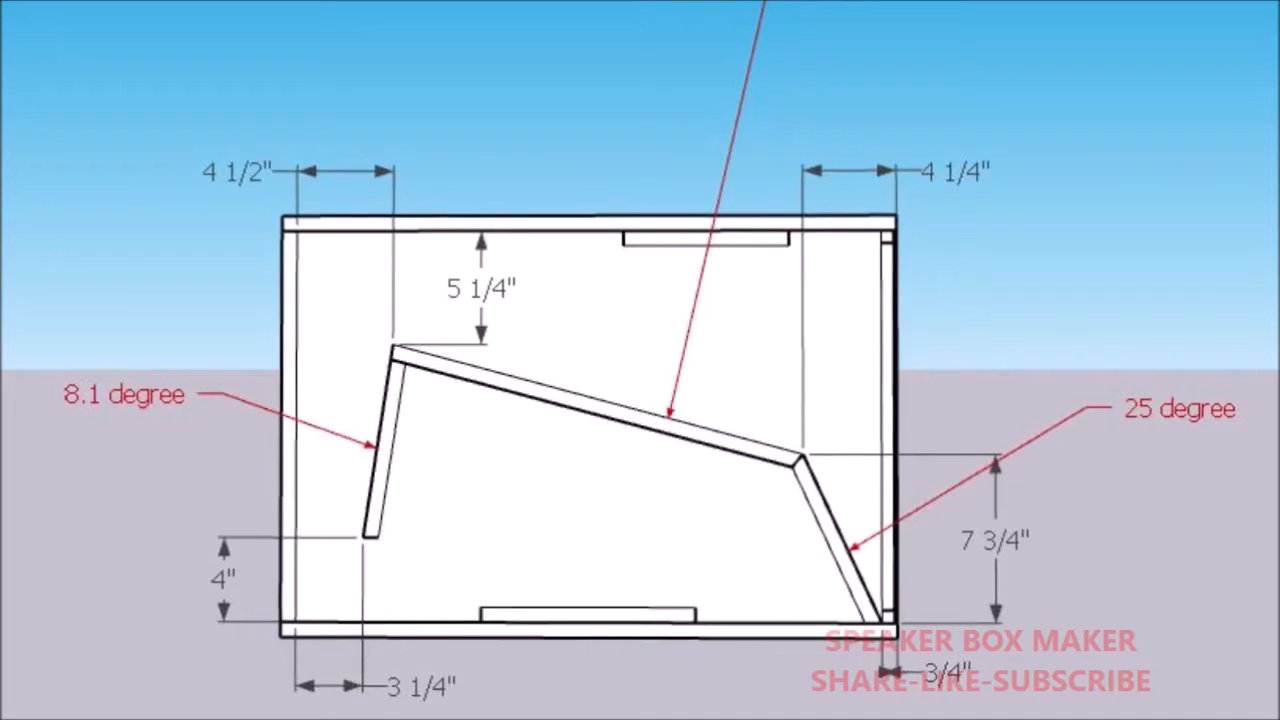 4 1/2"
4 1/4"
5 1/4"
8.1 degree
25 degree
7 3/4"
4"
SPEAKER BOX MAKER
3/4"
SHARE-LIKE-SUBSCRIBE
3 1/4"